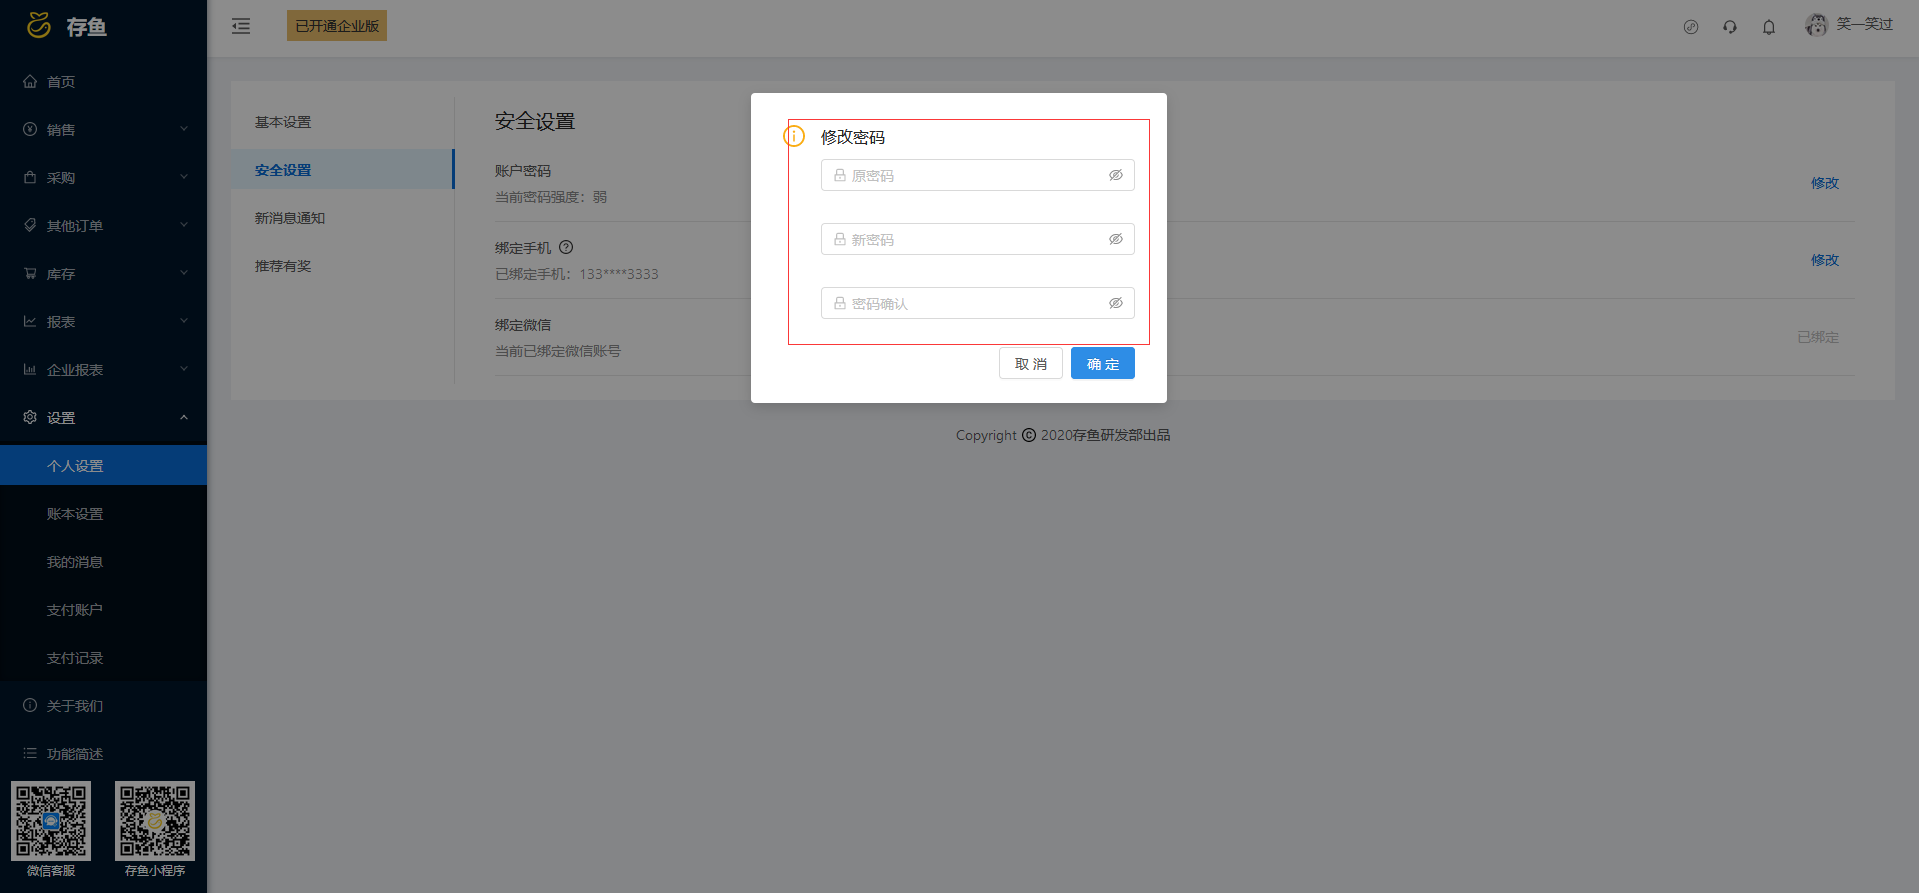 存鱼
已开通企业版
笑一笑过
首页
销售
采购
其他订单
库存
报表
企业报表
设置
个人设置
账本设置
我的消息
支付账户
支付记录
关于我们
功能简述
微信客服
存鱼小程序
基本设置
安全设置
新消息通知
推荐有奖
安全设置
账户密码
当前密码强度：弱
修改
绑定手机
已绑定手机：133****3333
修改
绑定微信
当前已绑定微信账号
已绑定
修改密码
原密码
新密码
密码确认
取 消
确 定
Copyright © 2020存鱼研发部出品